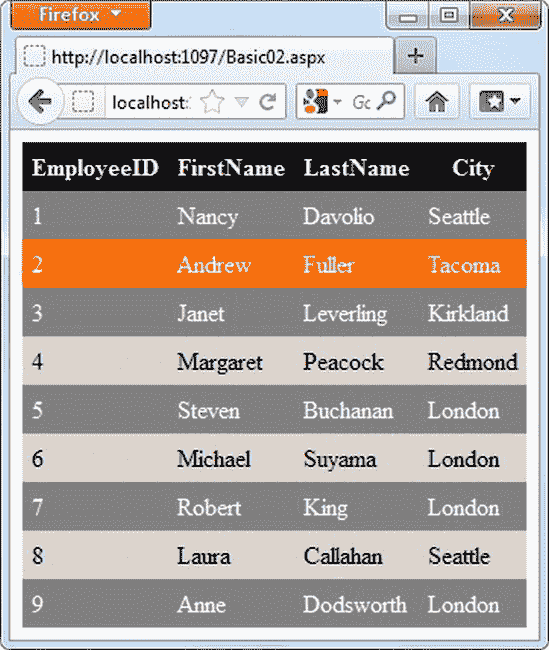 Firefox
http://localhost:1097/Basic02.aspx
localhost: Go
EmployeeID FirstName LastName City
1 Nancy Davolio Seattle
2 Andrew Fuller Tacoma
3 Janet Leverling Kirkland
4 Margaret Peacock Redmond
5 Steven Buchanan London
6 Michael Suyama London
7 Robert King London
8 Laura Callahan Seattle
9 Anne Dodsworth London